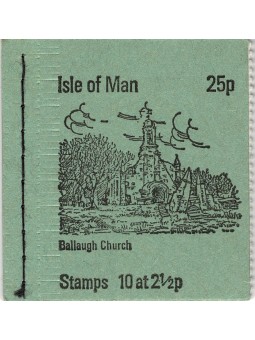 Isle of Man 25p
Ballaugh Church
Stamps 10 at 2½p